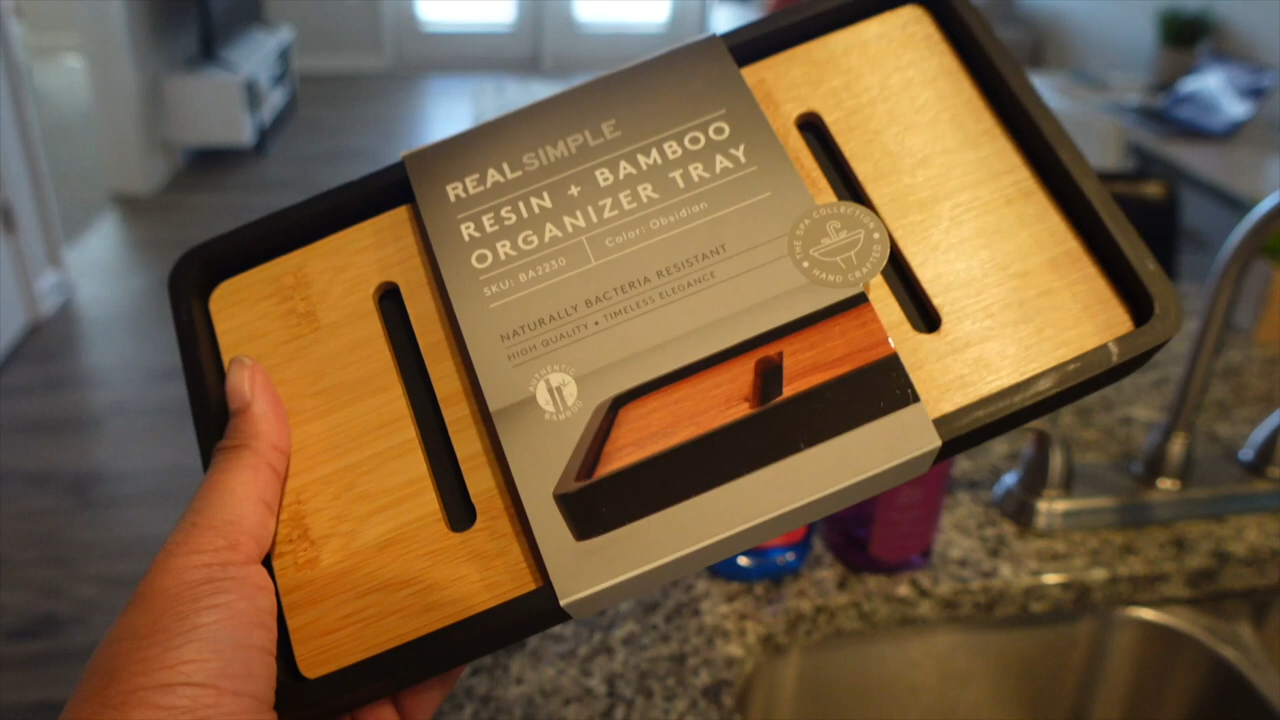 REALSIMPLE
RESIN + BAMBOO
ORGANIZER TRAY
SKU: BA2230
Color: Obsidian
THE SPA COLLECTION
HAND CRAFTED
NATURALLY BACTERIA RESISTANT
HIGH QUALITY • TIMELESS ELEGANCE
AUTHENTIC
BAMBOO